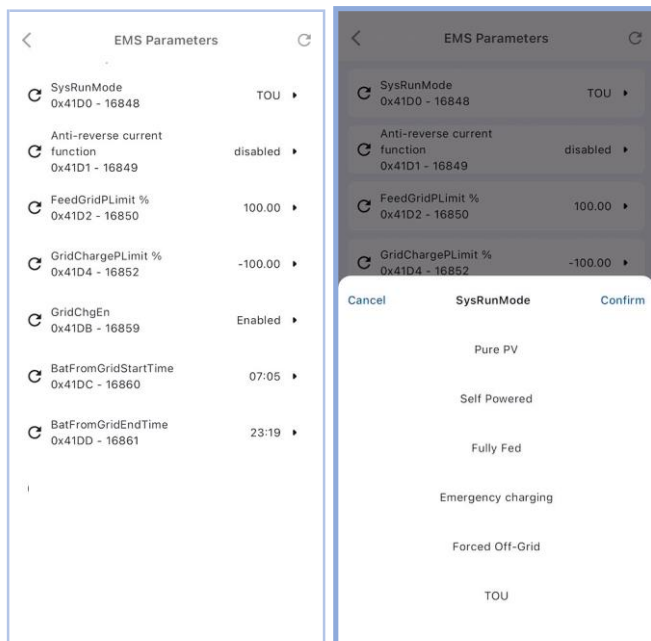 EMS Parameters
SysRunMode
0x41D0 - 16848
TOU
Anti-reverse current
function
0x41D1 - 16849
disabled
FeedGridPLimit %
0x41D2 - 16850
100.00
GridChargePLimit %
0x41D4 - 16852
-100.00
GridChgEn
0x41DB - 16859
Enabled
BatFromGridStartTime
0x41DC - 16860
07:05
BatFromGridEndTime
0x41DD - 16861
23:19
EMS Parameters
SysRunMode
0x41D0 - 16848
TOU
Anti-reverse current
function
0x41D1 - 16849
disabled
FeedGridPLimit %
0x41D2 - 16850
100.00
GridChargePLimit %
0x41D4 - 16852
-100.00
Cancel
SysRunMode
Confirm
Pure PV
Self Powered
Fully Fed
Emergency charging
Forced Off-Grid
TOU